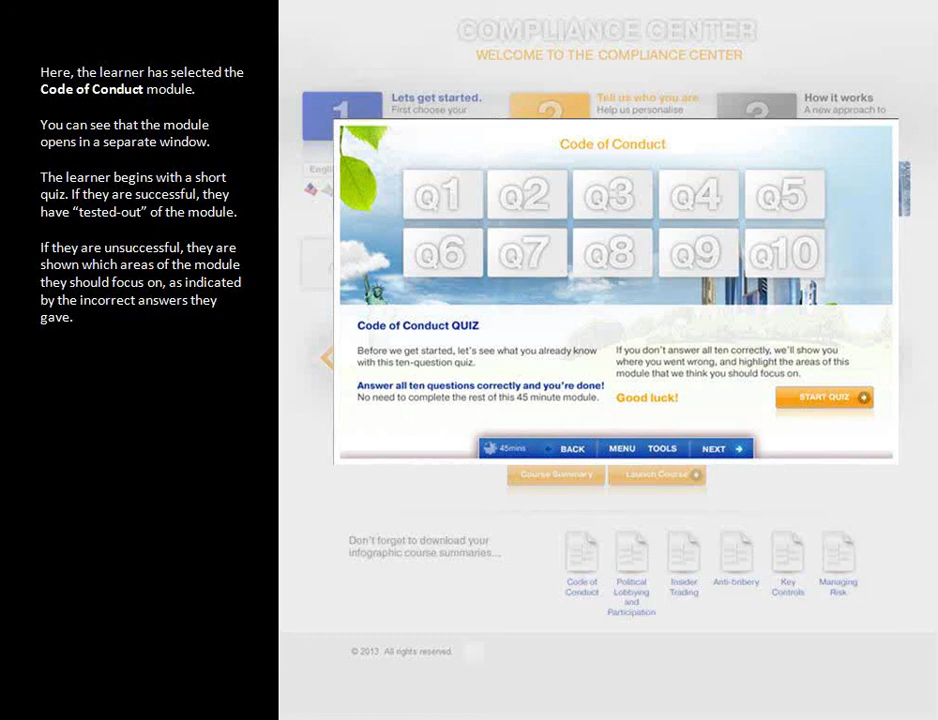 Here, the learner has selected the
Code of Conduct module.
You can see that the module
opens in a separate window.
The learner begins with a short
quiz. If they are successful, they
have “tested-out” of the module.
If they are unsuccessful, they are
shown which areas of the module
they should focus on, as indicated
by the incorrect answers they
gave.
COMPLIANCE CENTER
WELCOME TO THE COMPLIANCE CENTER
1
Lets get started.
First choose your
2
Tell us who you are
Help us personalise
3
How it works
A new approach to
Code of Conduct
Q1 Q2 Q3 Q4 Q5
Q6 Q7 Q8 Q9 Q10
Code of Conduct QUIZ
Before we get started, let's see what you already know
with this ten-question quiz.
Answer all ten questions correctly and you're done!
No need to complete the rest of this 45 minute module.
If you don't answer all ten correctly, we'll show you
where you went wrong, and highlight the areas of this
module that we think you should focus on.
Good luck!
START QUIZ
45mins BACK MENU TOOLS NEXT
Course Summary Launch Course
Don't forget to download your
infographic course summaries...
Code of
Conduct
Political
Lobbying
and
Participation
Insider
Trading
Anti-bribery
Key
Controls
Managing
Risk
© 2013 All rights reserved.